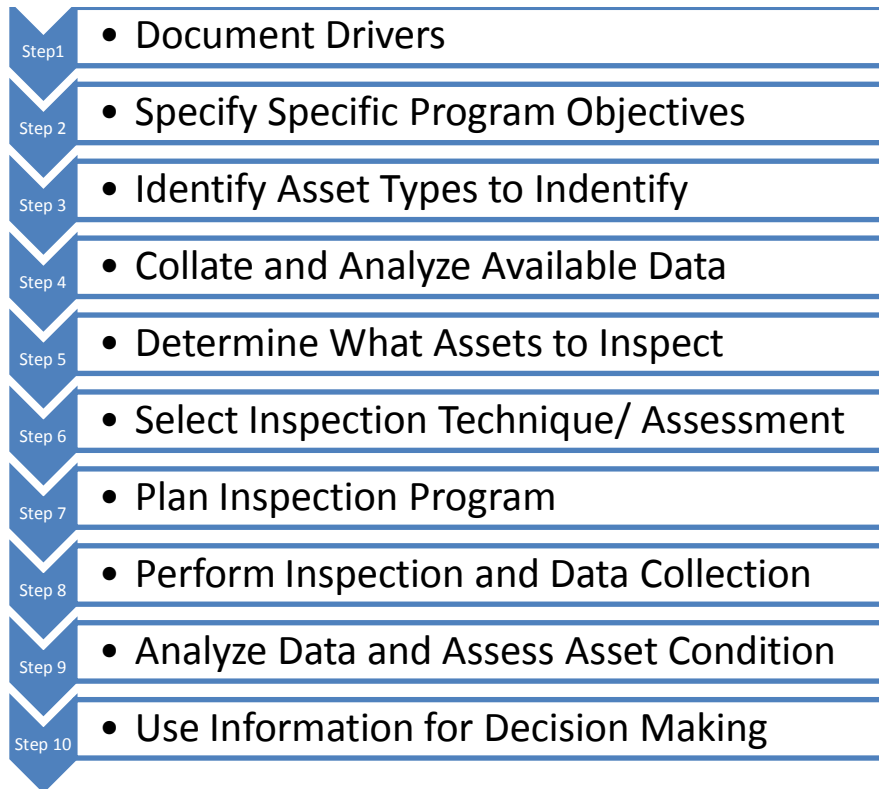 Step1 • Document Drivers
Step 2 • Specify Specific Program Objectives
Step 3 • Identify Asset Types to Indentify
Step 4 • Collate and Analyze Available Data
Step 5 • Determine What Assets to Inspect
Step 6 • Select Inspection Technique/ Assessment
Step 7 • Plan Inspection Program
Step 8 • Perform Inspection and Data Collection
Step 9 • Analyze Data and Assess Asset Condition
Step 10 • Use Information for Decision Making